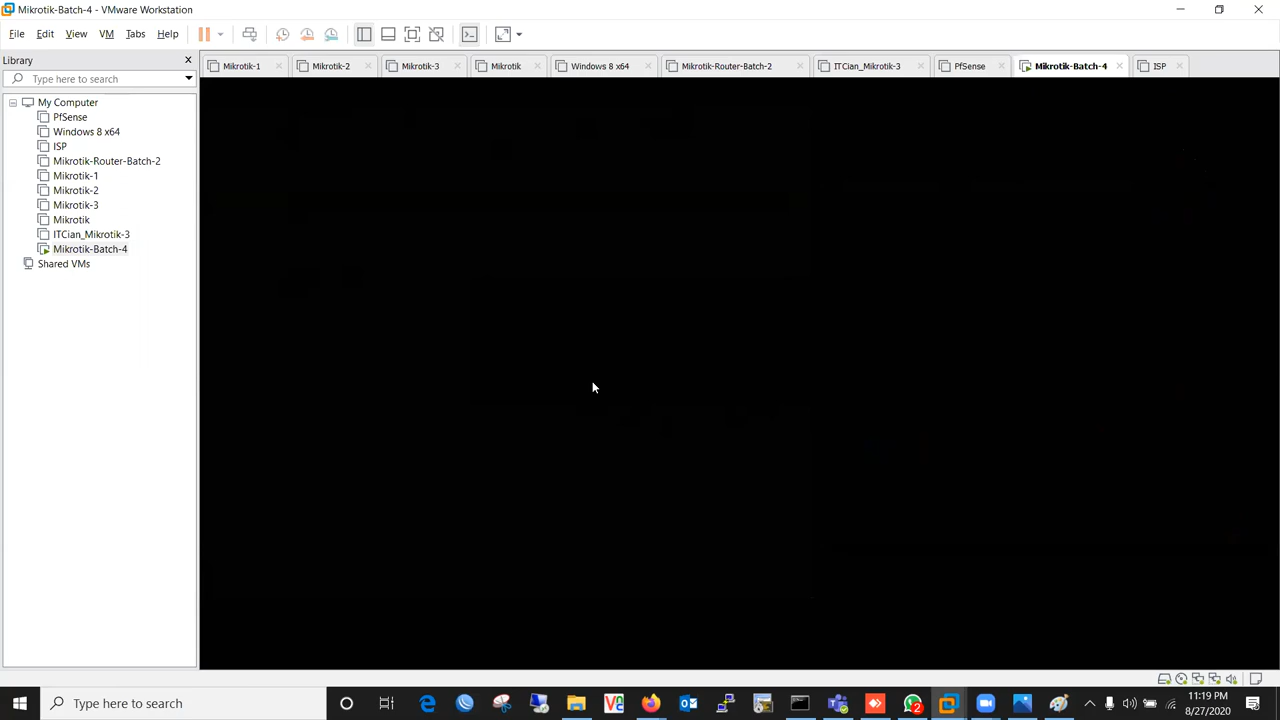 Mikrotik-Batch-4 - VMware Workstation
File Edit View VM Tabs Help
Library
Type here to search
Mikrotik-1 Mikrotik-2 Mikrotik-3 Mikrotik Windows 8 x64 Mikrotik-Router-Batch-2 ITCian_Mikrotik-3 PfSense Mikrotik-Batch-4 ISP
My Computer
PfSense
Windows 8 x64
ISP
Mikrotik-Router-Batch-2
Mikrotik-1
Mikrotik-2
Mikrotik-3
Mikrotik
ITCian_Mikrotik-3
Mikrotik-Batch-4
Shared VMs
Type here to search
2
11:19 PM
8/27/2020